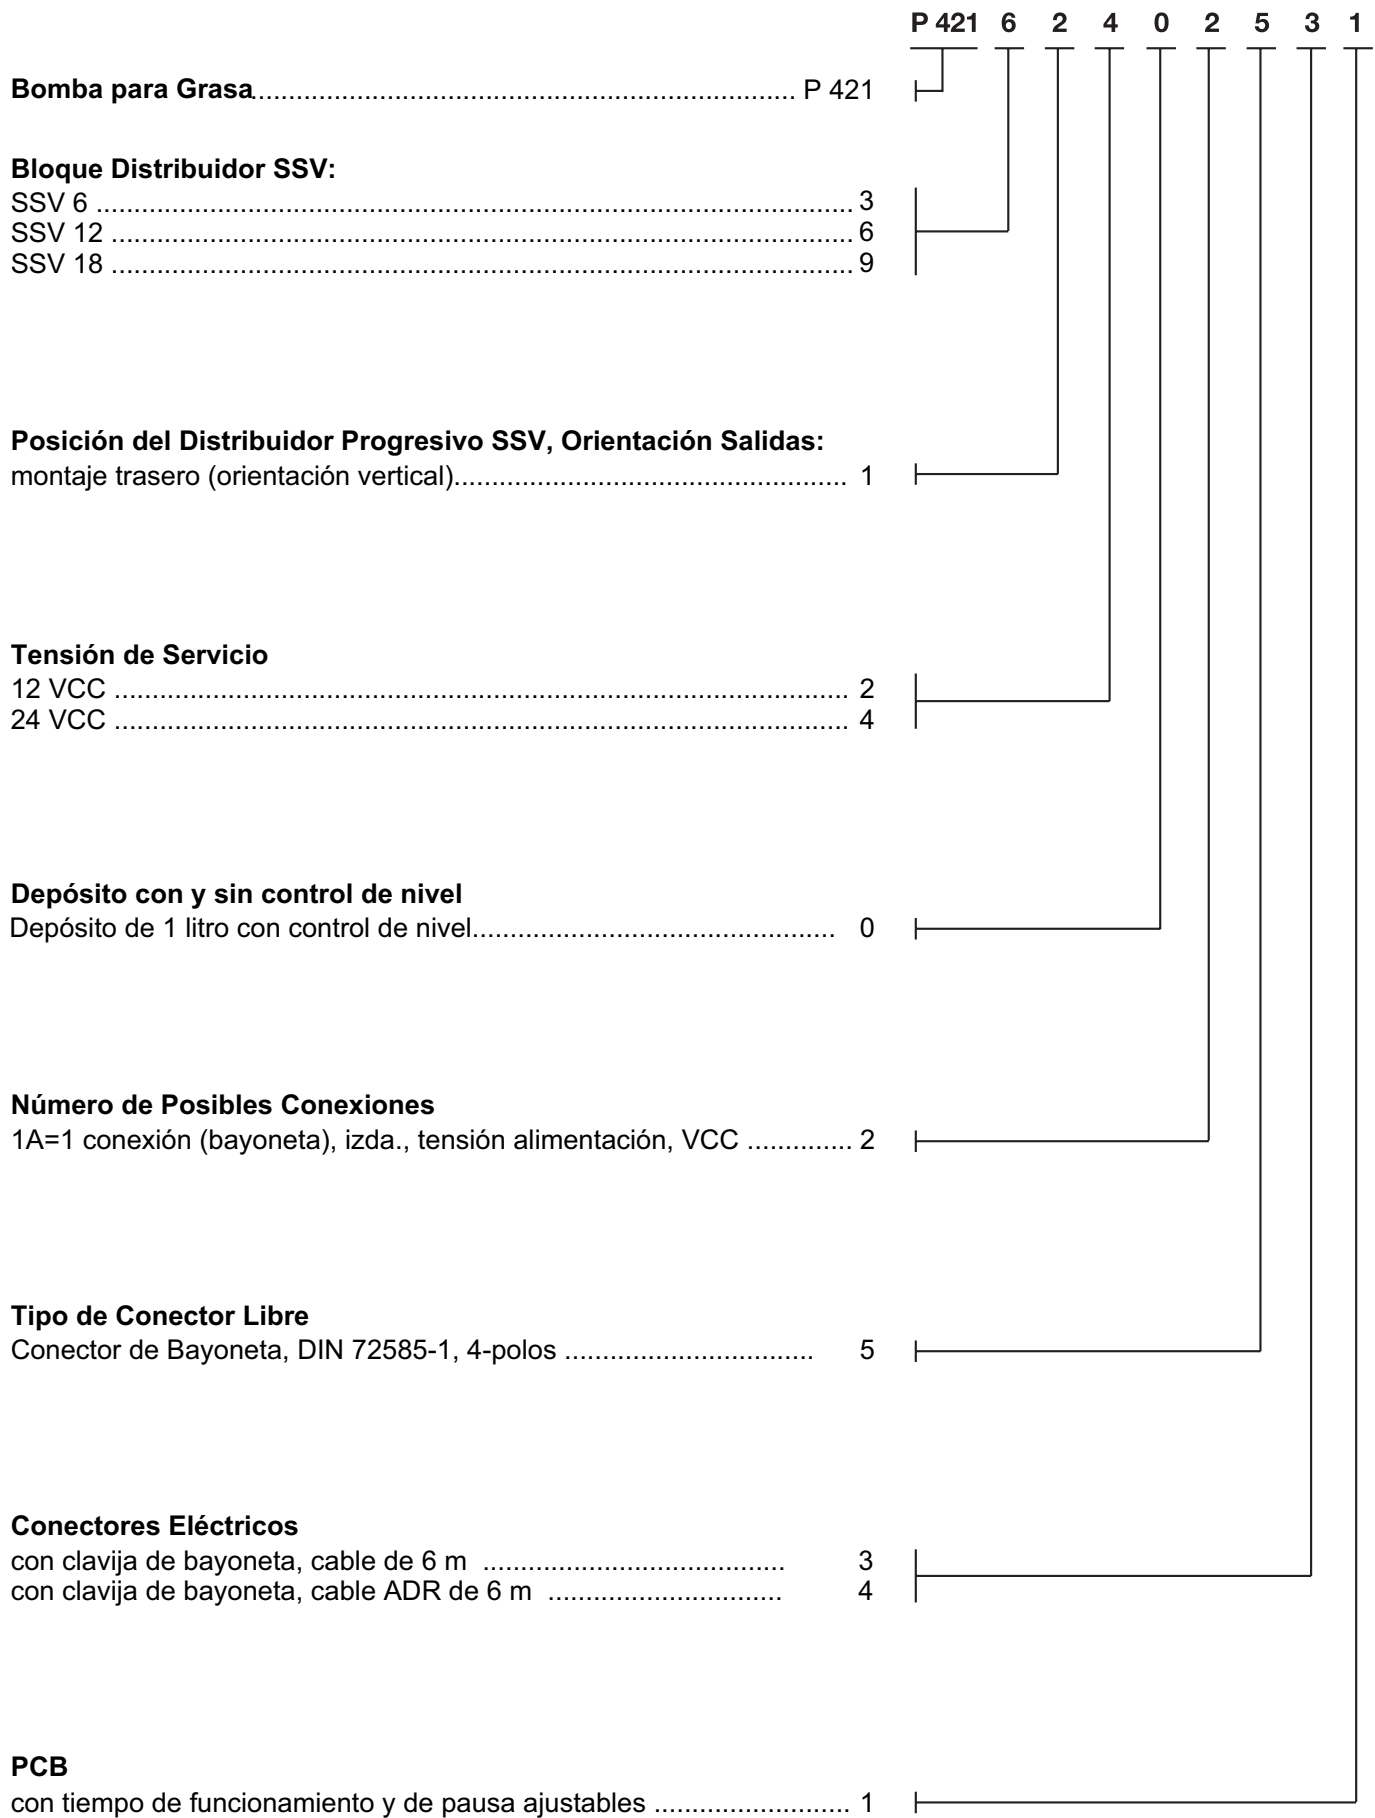 P 421 6 2 4 0 2 5 3 1
Bomba para Grasa............................................................................ P 421
Bloque Distribuidor SSV:
SSV 6 .................................................................................................... 3
SSV 12 .................................................................................................. 6
SSV 18 .................................................................................................. 9
Posición del Distribuidor Progresivo SSV, Orientación Salidas:
montaje trasero (orientación vertical).................................................... 1
Tensión de Servicio
12 VCC ................................................................................................. 2
24 VCC ................................................................................................. 4
Depósito con y sin control de nivel
Depósito de 1 litro con control de nivel................................................ 0
Número de Posibles Conexiones
1A=1 conexión (bayoneta), izda., tensión alimentación, VCC .............. 2
Tipo de Conector Libre
Conector de Bayoneta, DIN 72585-1, 4-polos ................................. 5
Conectores Eléctricos
con clavija de bayoneta, cable de 6 m ........................................ 3
con clavija de bayoneta, cable ADR de 6 m ............................... 4
PCB
con tiempo de funcionamiento y de pausa ajustables .......................... 1